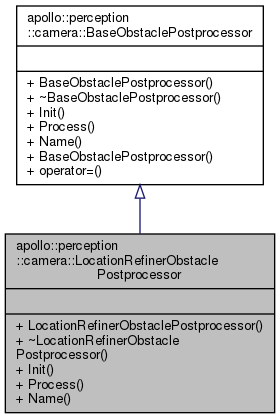 apollo::perception
::camera::BaseObstaclePostprocessor
+ BaseObstaclePostprocessor()
+ ~BaseObstaclePostprocessor()
+ Init()
+ Process()
+ Name()
+ BaseObstaclePostprocessor()
+ operator=()
apollo::perception
::camera::LocationRefinerObstacle
Postprocessor
+ LocationRefinerObstaclePostprocessor()
+ ~LocationRefinerObstacle
Postprocessor()
+ Init()
+ Process()
+ Name()